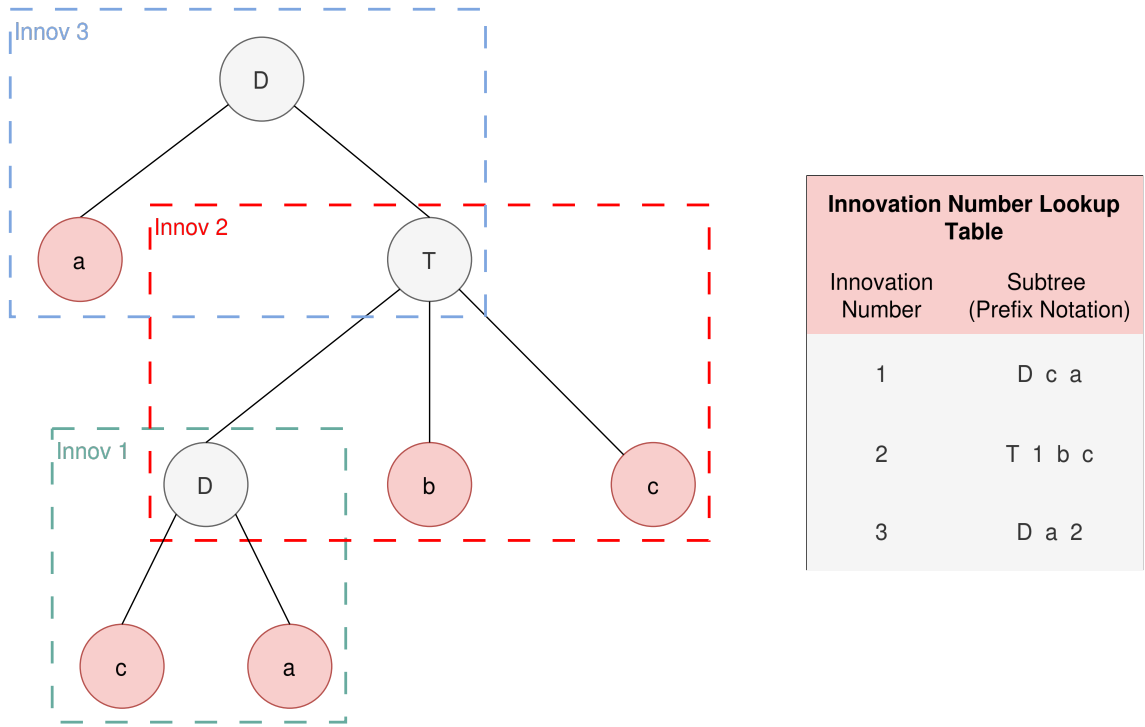 Innov 3
D
a
Innov 2
T
Innov 1
D
b
c
c
a
Innovation Number Lookup
Table
Innovation
Number
Subtree
(Prefix Notation)
1 D c a
2 T 1 b c
3 D a 2